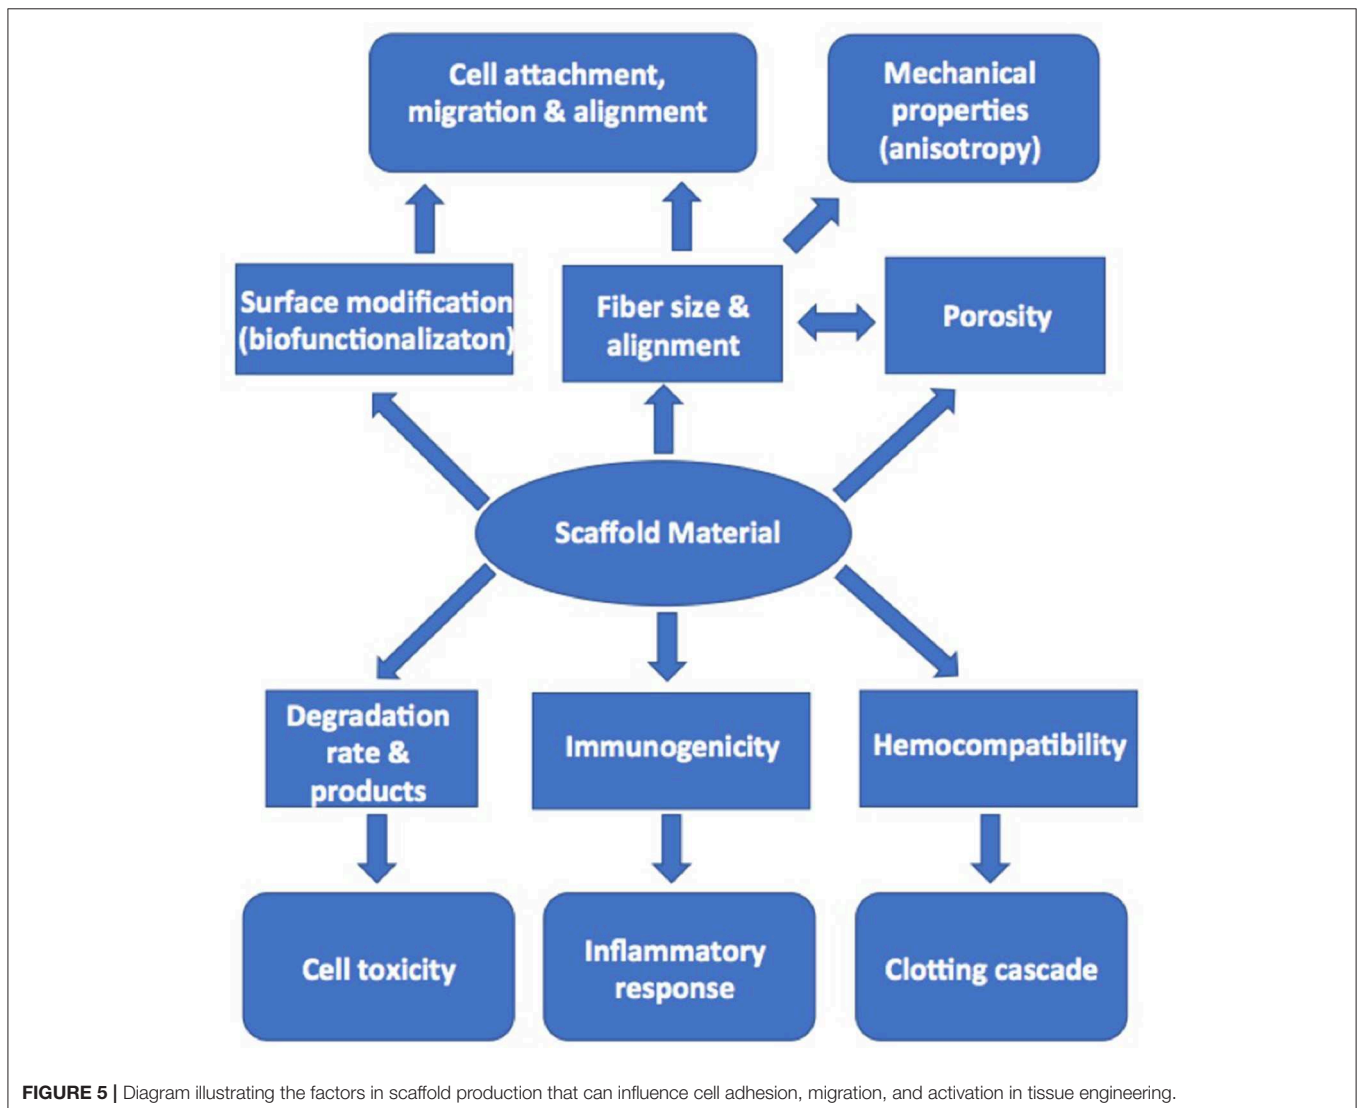 Cell attachment,
migration & alignment
Mechanical
properties
(anisotropy)
Surface modification
(biofunctionalizaton)
Fiber size &
alignment
Porosity
Scaffold Material
Degradation
rate &
products
Immunogenicity
Hemocompatibility
Cell toxicity
Inflammatory
response
Clotting cascade
FIGURE 5 | Diagram illustrating the factors in scaffold production that can influence cell adhesion, migration, and activation in tissue engineering.